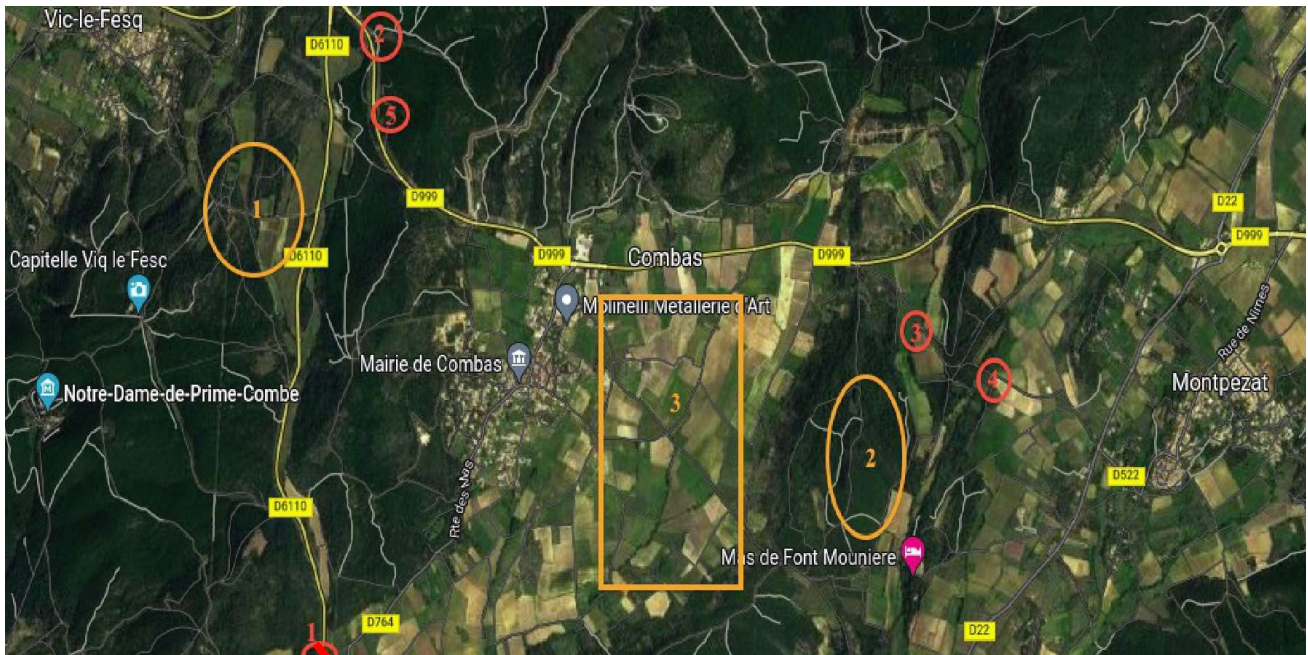 Vic-le-Fesq
D6110
2
5
1
D999
D22
D999
Capitelle Viq le Fesc
D6110
D999
Combas
D999
Molinelli Métallerie d'Art
3
Rue de Nîmes
Mairie de Combas
4
Montpezat
Notre-Dame-de-Prime-Combe
3
2
D522
D6110
Rte des Mas
Mas de Font Mouniere
1
D764
D22